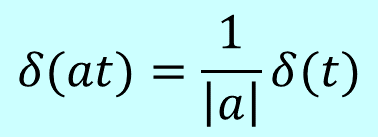 δ(at) = 1/|a| δ(t)